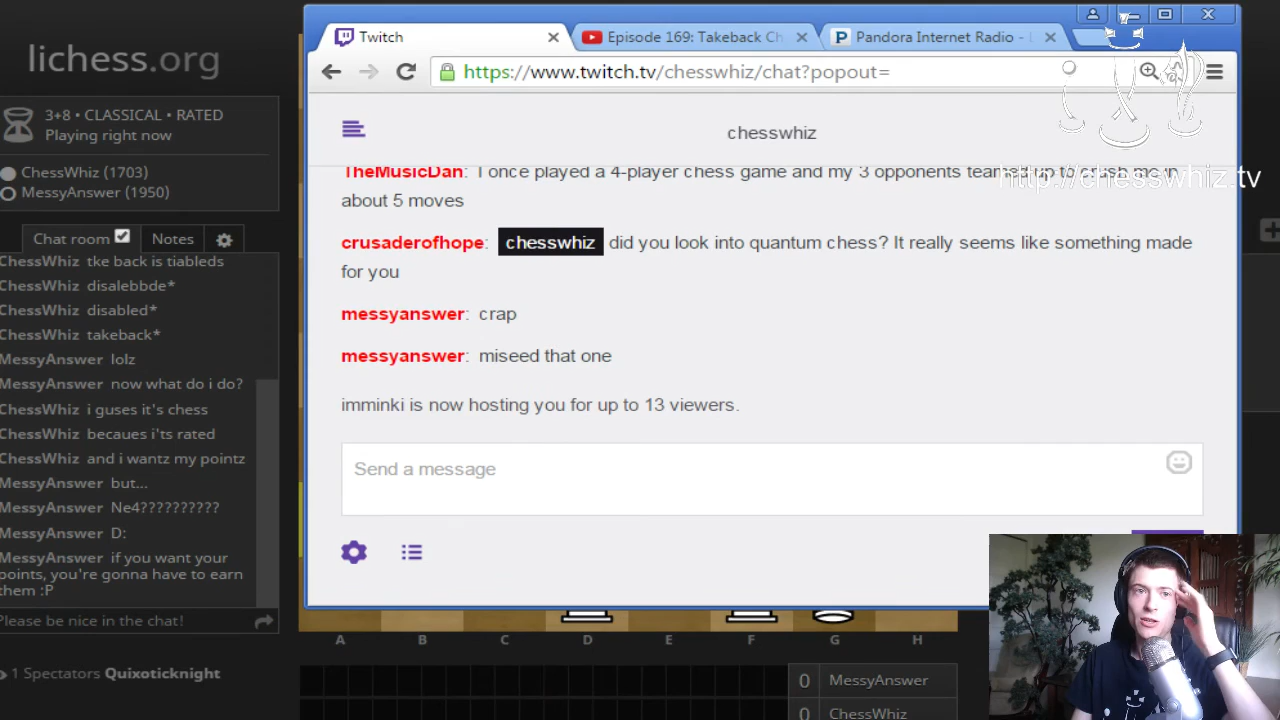 lichess.org
3+8 • CLASSICAL • RATED
Playing right now
ChessWhiz (1703)
MessyAnswer (1950)
Chat room
Notes
ChessWhiz tke back is tiableds
ChessWhiz disalebbde*
ChessWhiz disabled*
ChessWhiz takeback*
MessyAnswer lolz
MessyAnswer now what do i do?
ChessWhiz i guses it's chess
ChessWhiz becaues i'ts rated
ChessWhiz and i wantz my pointz
MessyAnswer but...
MessyAnswer Ne4??????????
MessyAnswer D:
MessyAnswer if you want your
points, you're gonna have to earn
them :P
Please be nice in the chat!
1 Spectators Quixoticknight
Twitch
Episode 169: Takeback Ch
Pandora Internet Radio - L
https://www.twitch.tv/chesswhiz/chat?popout=
chesswhiz
http://chesswhiz.tv
TheMusicDan: I once played a 4-player chess game and my 3 opponents teamed up to crush me in
about 5 moves
crusaderofhope: chesswhiz did you look into quantum chess? It really seems like something made
for you
messyanswer: crap
messyanswer: miseed that one
imminki is now hosting you for up to 13 viewers.
Send a message
A B C D E F G H
0 MessyAnswer
0 ChessWhiz